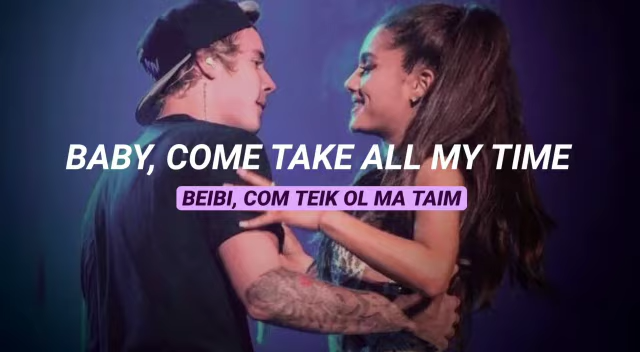 BABY, COME TAKE ALL MY TIME
BEIBI, COM TEIK OL MA TAIM